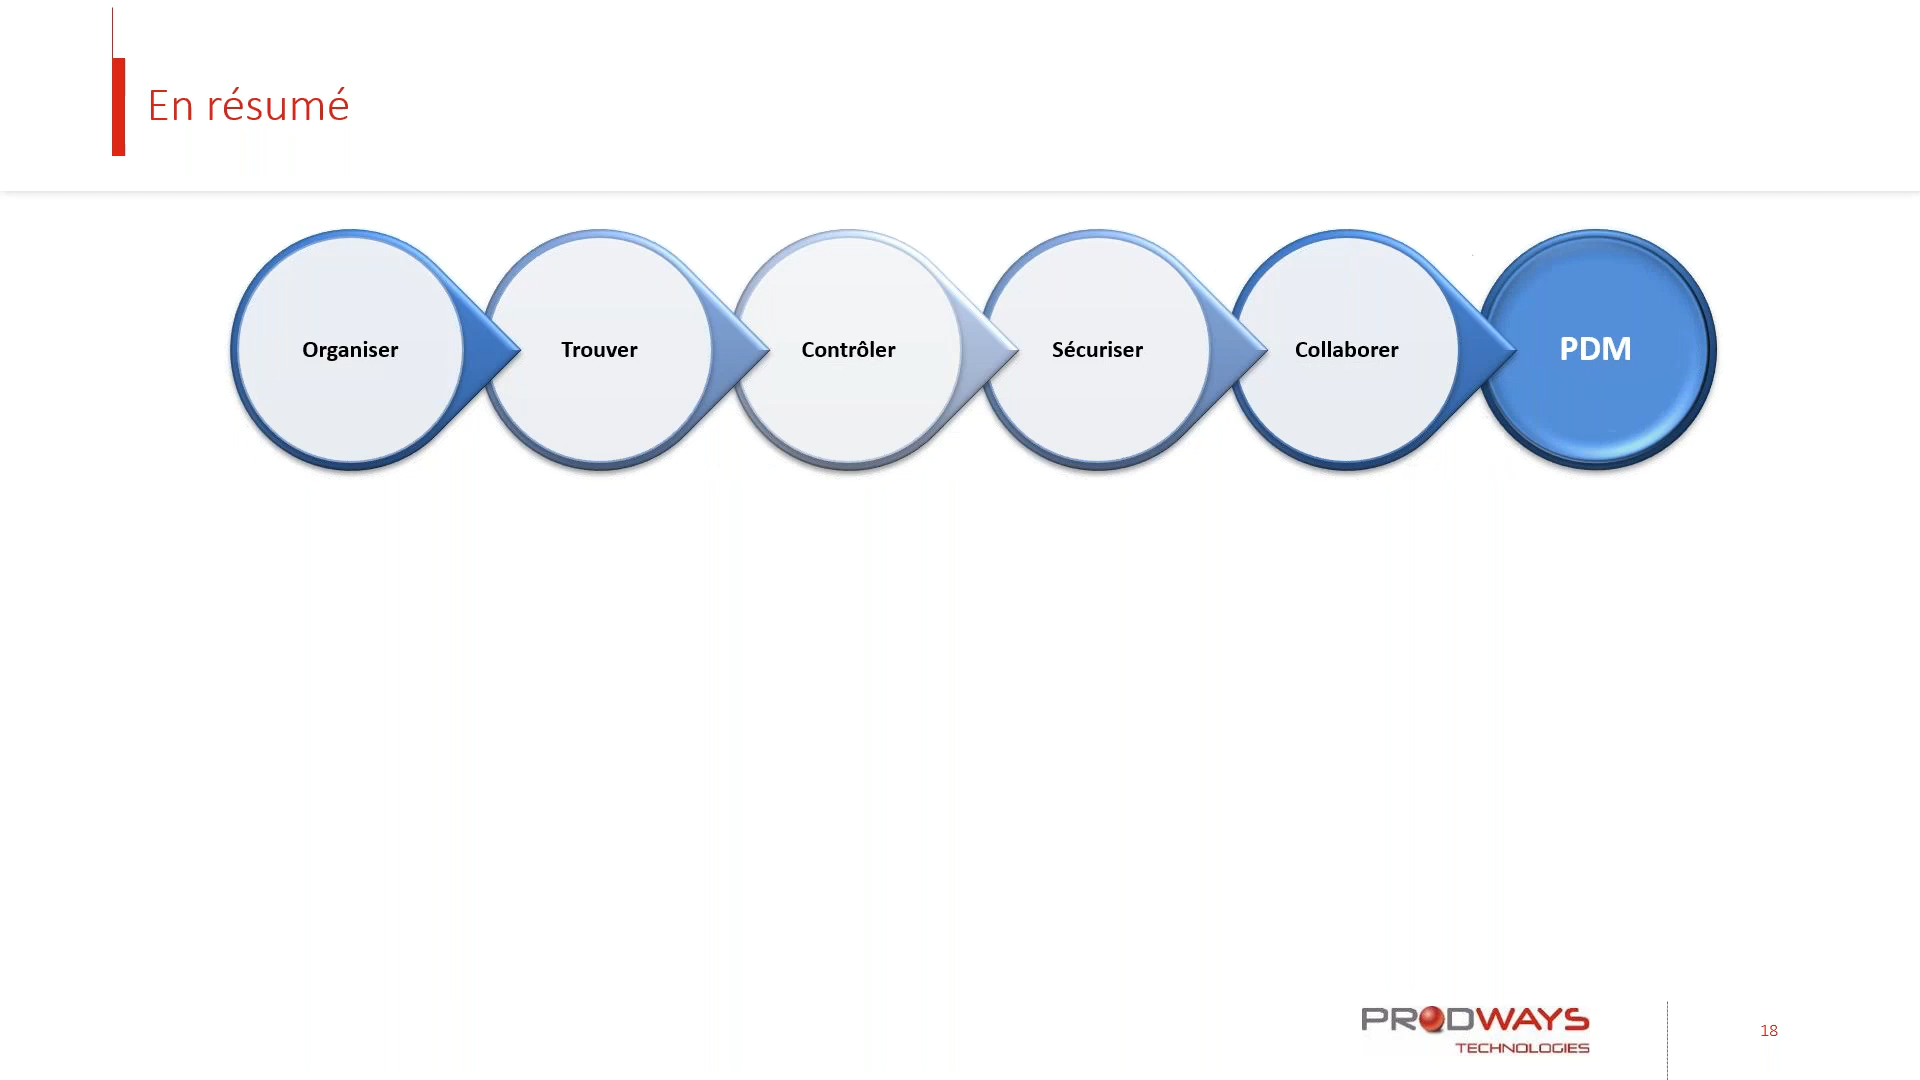 En résumé
Organiser
Trouver
Contrôler
Sécuriser
Collaborer
PDM
PRODWAYS
TECHNOLOGIES
18